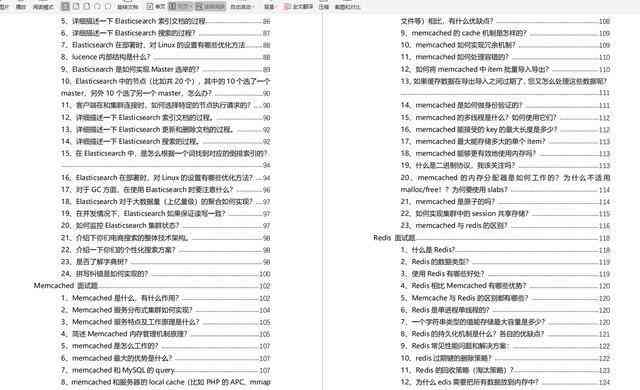 旋转文档
单页
双页
连续阅读
自动滚动
背景
全文翻译
压缩
截图和对比
5、详细描述一下 Elasticsearch 索引文档的过程 86
6、详细描述一下 Elasticsearch 搜索的过程? 87
7、Elasticsearch 在部署时,对 Linux 的设置有哪些优化方法 88
8、lucence 内部结构是什么? 88
9、Elasticsearch 是如何实现 Master 选举的? 89
10、Elasticsearch 中的节点(比如共 20 个),其中的 10 个选了一个
master,另外 10 个选了另一个 master,怎么办? 90
11、客户端在和集群连接时,如何选择特定的节点执行请求的? 90
12、详细描述一下 Elasticsearch 索引文档的过程。 90
13、详细描述一下 Elasticsearch 更新和删除文档的过程。 92
14、详细描述一下 Elasticsearch 搜索的过程。 92
15、在 Elasticsearch 中,是怎么根据一个词找到对应的倒排索引的?
94
16、Elasticsearch 在部署时,对 Linux 的设置有哪些优化方法? 94
17、对于 GC 方面,在使用 Elasticsearch 时要注意什么? 96
18、Elasticsearch 对于大数据量(上亿量级)的聚合如何实现? 97
19、在并发情况下,Elasticsearch 如果保证读写一致? 97
20、如何监控 Elasticsearch 集群状态? 97
21、介绍下你们电商搜索的整体技术架构。 98
22、介绍一下你们的个性化搜索方案? 98
23、是否了解字典树? 98
24、拼写纠错是如何实现的? 100
Memcached 面试题 102
1、Memcached 是什么,有什么作用? 102
2、Memcached 服务分布式集群如何实现? 104
3、Memcached 服务特点及工作原理是什么? 105
4、简述 Memcached 内存管理机制原理? 105
5、memcached 是怎么工作的? 107
6、memcached 最大的优势是什么? 107
7、memcached 和 MySQL 的 query 107
8、memcached 和服务器的 local cache(比如 PHP 的 APC、mmap
文件等)相比,有什么优缺点? 108
9、memcached 的 cache 机制是怎样的? 109
10、memcached 如何实现冗余机制? 109
11、memcached 如何处理容错的? 110
12、如何将 memcached 中 item 批量导入导出? 110
13、如果缓存数据在导出导入之间过期了,您又怎么处理这些数据呢?
111
14、memcached 是如何做身份验证的? 111
15、memcached 的多线程是什么?如何使用它们? 112
16、memcached 能接受的 key 的最大长度是多少? 112
17、memcached 最大能存储多大的单个 item? 113
18、memcached 能够更有效地使用内存吗? 113
19、什么是二进制协议,我该关注吗? 113
20、memcached 的内存分配器是如何工作的?为什么不适用
malloc/free!?为何要使用 slabs? 114
21、memcached 是原子的吗? 114
22、如何实现集群中的 session 共享存储? 115
23、memcached 与 redis 的区别? 116
Redis 面试题 118
1、什么是 Redis? 118
2、Redis 的数据类型? 119
3、使用 Redis 有哪些好处? 119
4、Redis 相比 Memcached 有哪些优势? 120
5、Memcache 与 Redis 的区别都有哪些? 120
6、Redis 是单进程单线程的? 120
7、一个字符串类型的值能存储最大容量是多少? 120
8、Redis 的持久化机制是什么?各自的优缺点? 121
9、Redis 常见性能问题和解决方案: 122
10、redis 过期键的删除策略? 122
11、Redis 的回收策略(淘汰策略)? 123
12、为什么 edis 需要把所有数据放到内存中? 124